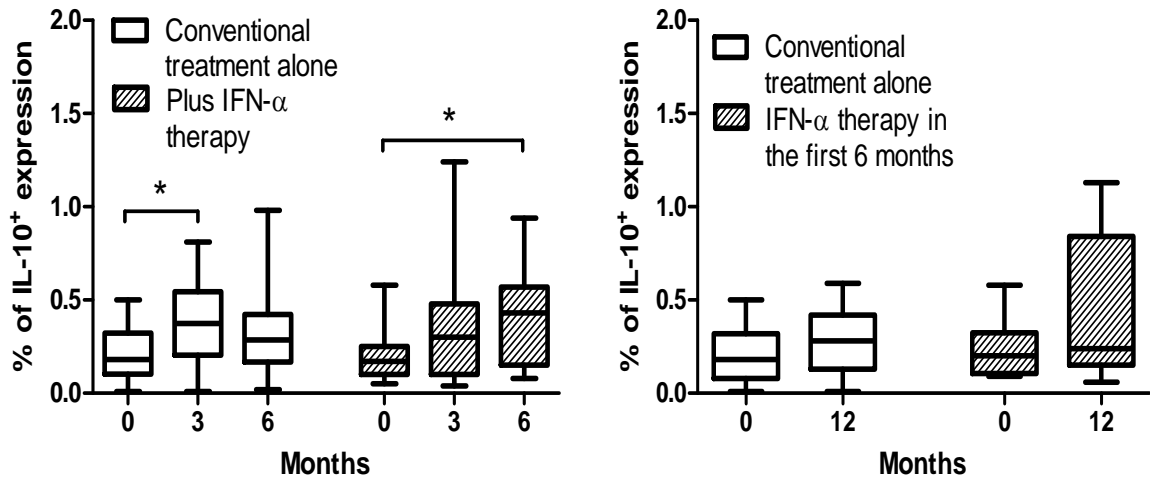 % of IL-10+ expression
2.0
1.5
1.0
0.5
0.0
Conventional
treatment alone
Plus IFN-α
therapy
*
*
0 3 6 0 3 6
Months
% of IL-10+ expression
2.0
1.5
1.0
0.5
0.0
Conventional
treatment alone
IFN-α therapy in
the first 6 months
0 12 0 12
Months